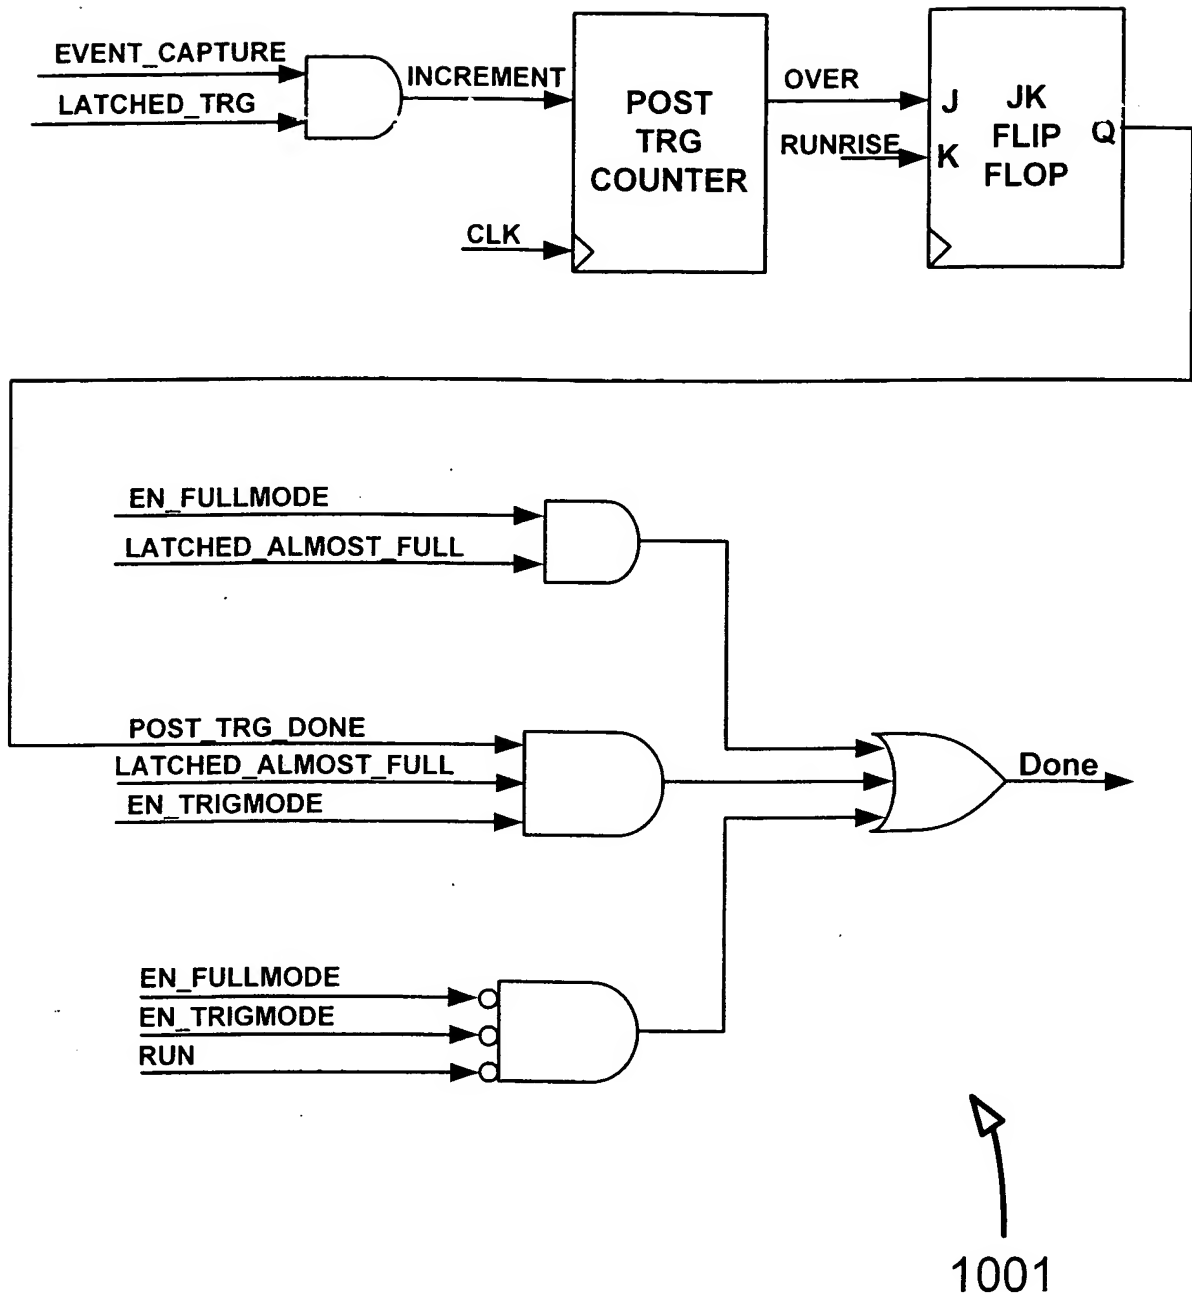 EVENT_CAPTURE
LATCHED_TRG
INCREMENT
POST
TRG
COUNTER
CLK
OVER
RUNRISE
J
K
JK
FLIP
FLOP
Q
EN_FULLMODE
LATCHED_ALMOST_FULL
POST_TRG_DONE
LATCHED_ALMOST_FULL
EN_TRIGMODE
Done
EN_FULLMODE
EN_TRIGMODE
RUN
1001